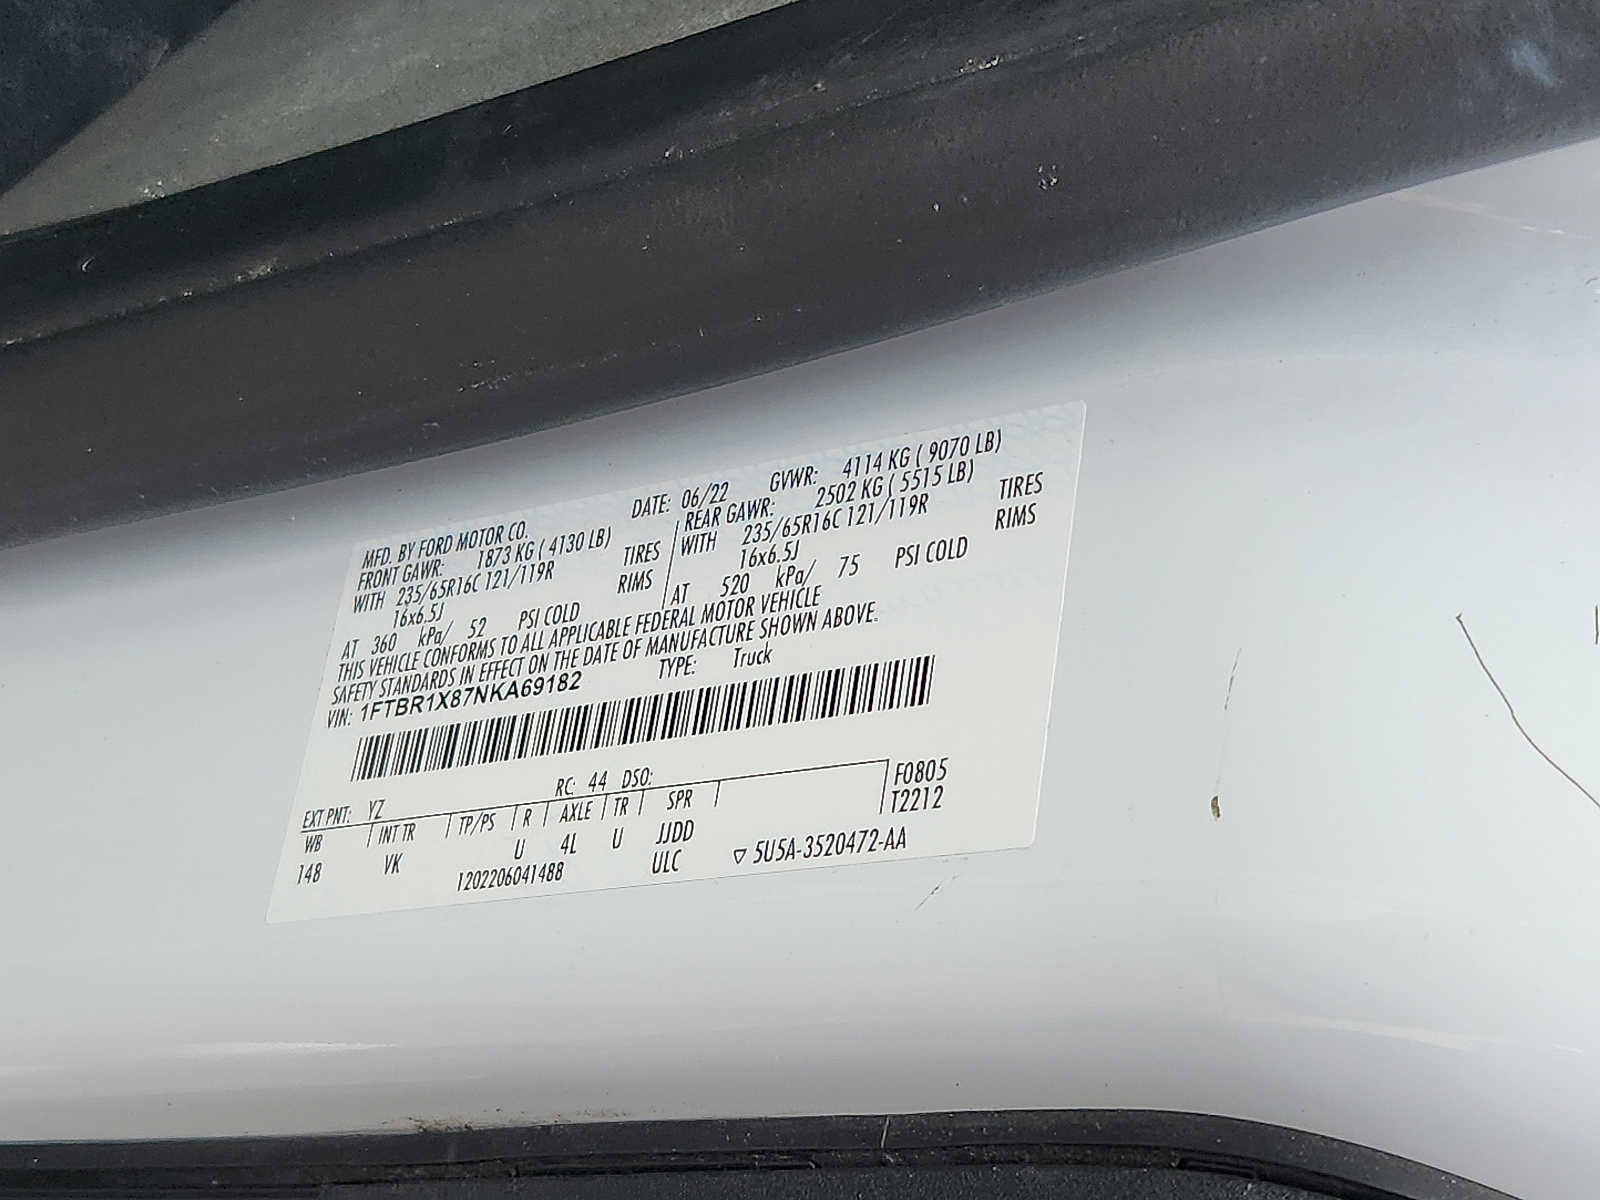 MFD. BY FORD MOTOR CO. DATE: 06/22 GVWR: 4114 KG ( 9070 LB)
FRONT GAWR: 1873 KG ( 4130 LB) REAR GAWR: 2502 KG ( 5515 LB)
WITH 235/65R16C 121/119R TIRES WITH 235/65R16C 121/119R TIRES
16x6.5J RIMS 16x6.5J RIMS
AT 360 kPa/ 52 PSI COLD AT 520 kPa/ 75 PSI COLD
THIS VEHICLE CONFORMS TO ALL APPLICABLE FEDERAL MOTOR VEHICLE
SAFETY STANDARDS IN EFFECT ON THE DATE OF MANUFACTURE SHOWN ABOVE.
VIN: 1FTBR1X87NKA69182 TYPE: Truck
EXT PNT: YZ RC: 44 DSO: F0805
WB INT TR TP/PS R AXLE TR SPR T2212
148 VK U 4L U JJDD
1202206041488 ULC ▽ 5U5A-3520472-AA